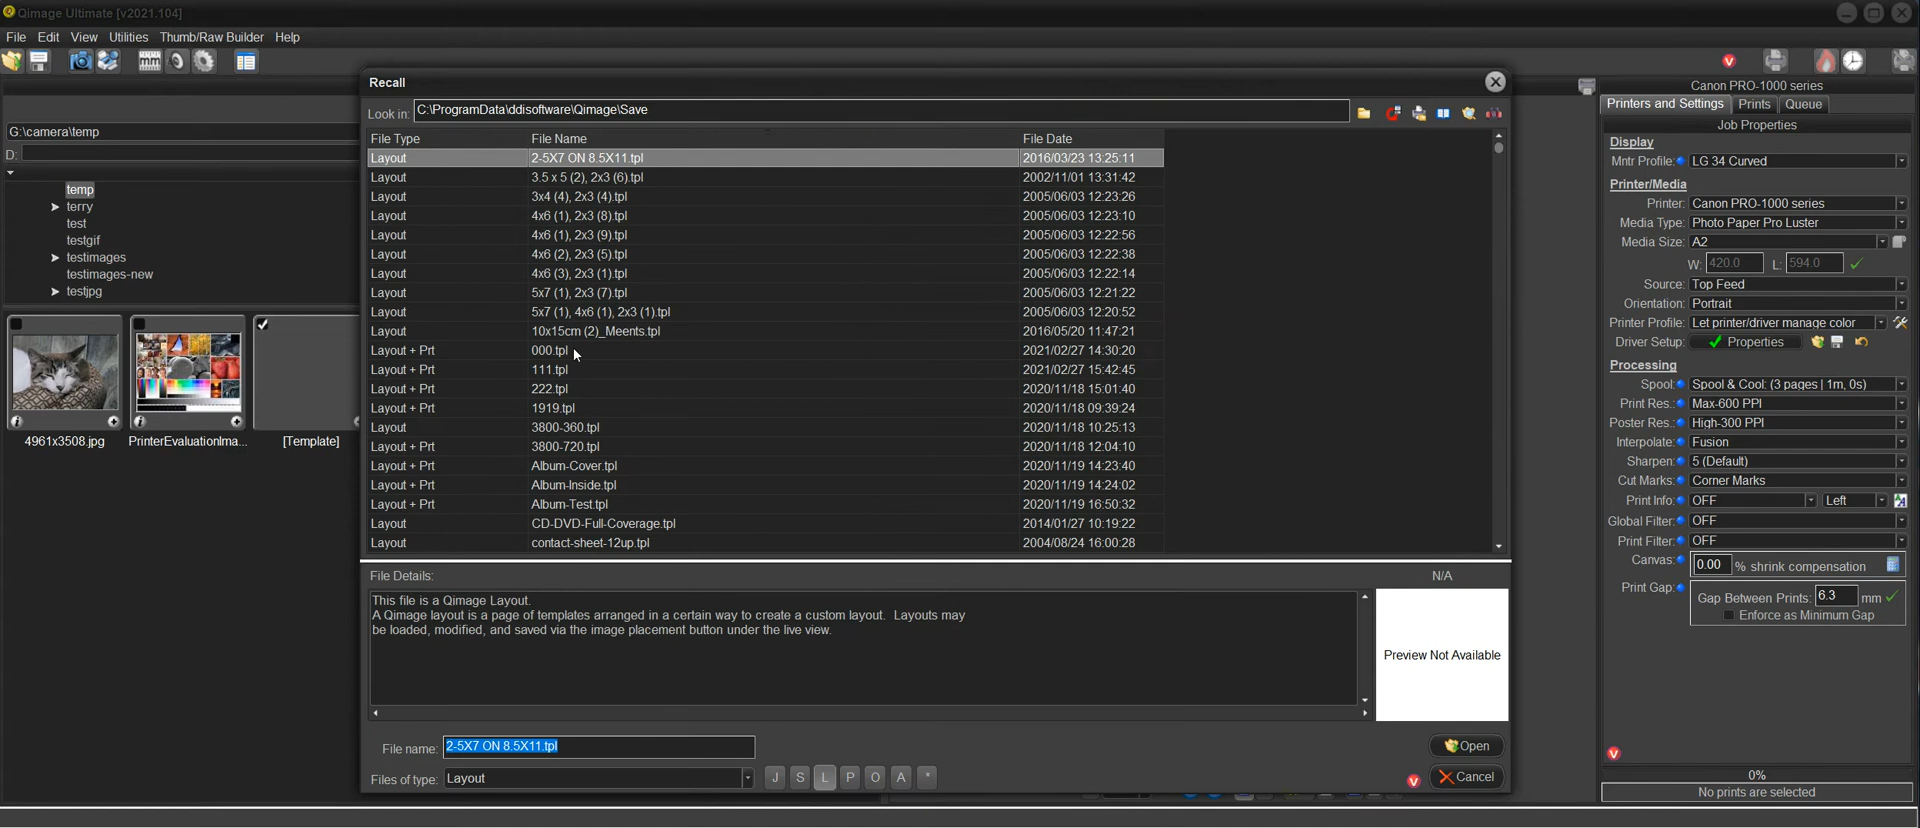 Qimage Ultimate [v2021.104]
File Edit View Utilities Thumb/Raw Builder Help
mm
V
Canon PRO-1000 series
Printers and Settings Prints Queue
Job Properties
G:\camera\temp
D:
temp
terry
test
testgif
testimages
testimages-new
testjpg
4961x3508.jpg PrinterEvaluationIma... [Template]
Recall
Look in: C:\ProgramData\ddisoftware\Qimage\Save
File Type File Name File Date
Layout 2-5X7 ON 8.5X11.tpl 2016/03/23 13:25:11
Layout 3.5 x 5 (2), 2x3 (6).tpl 2002/11/01 13:31:42
Layout 3x4 (4), 2x3 (4).tpl 2005/06/03 12:23:26
Layout 4x6 (1), 2x3 (8).tpl 2005/06/03 12:23:10
Layout 4x6 (1), 2x3 (9).tpl 2005/06/03 12:22:56
Layout 4x6 (2), 2x3 (5).tpl 2005/06/03 12:22:38
Layout 4x6 (3), 2x3 (1).tpl 2005/06/03 12:22:14
Layout 5x7 (1), 2x3 (7).tpl 2005/06/03 12:21:22
Layout 5x7 (1), 4x6 (1), 2x3 (1).tpl 2005/06/03 12:20:52
Layout 10x15cm (2)_Meents.tpl 2016/05/20 11:47:21
Layout + Prt 000.tpl 2021/02/27 14:30:20
Layout + Prt 111.tpl 2021/02/27 15:42:45
Layout + Prt 222.tpl 2020/11/18 15:01:40
Layout + Prt 1919.tpl 2020/11/18 09:39:24
Layout 3800-360.tpl 2020/11/18 10:25:13
Layout + Prt 3800-720.tpl 2020/11/18 12:04:10
Layout + Prt Album-Cover.tpl 2020/11/19 14:23:40
Layout + Prt Album-Inside.tpl 2020/11/19 14:24:02
Layout + Prt Album-Test.tpl 2020/11/19 16:50:32
Layout CD-DVD-Full-Coverage.tpl 2014/01/27 10:19:22
Layout contact-sheet-12up.tpl 2004/08/24 16:00:28
File Details: N/A
This file is a Qimage Layout.
A Qimage layout is a page of templates arranged in a certain way to create a custom layout. Layouts may
be loaded, modified, and saved via the image placement button under the live view.
Preview Not Available
File name: 2-5X7 ON 8.5X11.tpl
Open
Files of type: Layout
J S L P O A *
V
Cancel
Display
Mntr Profile: LG 34 Curved
Printer/Media
Printer: Canon PRO-1000 series
Media Type: Photo Paper Pro Luster
Media Size: A2
W: 420.0 L: 594.0
Source: Top Feed
Orientation: Portrait
Printer Profile: Let printer/driver manage color
Driver Setup: Properties
Processing
Spool: Spool & Cool: (3 pages | 1m, 0s)
Print Res.: Max-600 PPI
Poster Res.: High-300 PPI
Interpolate: Fusion
Sharpen: 5 (Default)
Cut Marks: Corner Marks
Print Info: OFF Left
Global Filter: OFF
Print Filter: OFF
Canvas: 0.00 % shrink compensation
Print Gap: Gap Between Prints: 6.3 mm
Enforce as Minimum Gap
V
0%
No prints are selected